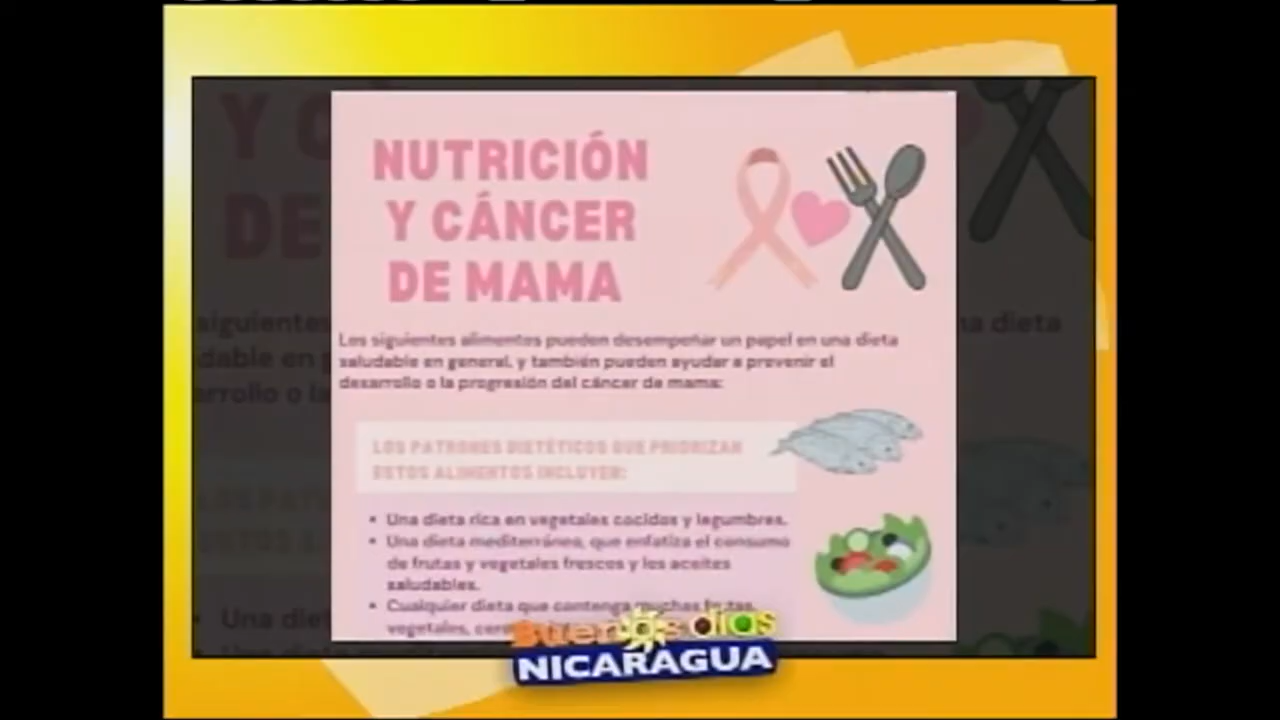 NUTRICIÓN
Y CÁNCER
DE MAMA
Los siguientes alimentos pueden desempeñar un papel en una dieta
saludable en general, y también pueden ayudar a prevenir el
desarrollo o la progresión del cáncer de mama:
LOS PATRONES DIETÉTICOS QUE PRIORIZAN
ESTOS ALIMENTOS INCLUYEN:
• Una dieta rica en vegetales cocidos y legumbres.
• Una dieta mediterránea, que enfatiza el consumo
de frutas y vegetales frescos y los aceites
saludables.
• Cualquier dieta que contenga muchas frutas,
vegetales,
Buenos días
NICARAGUA